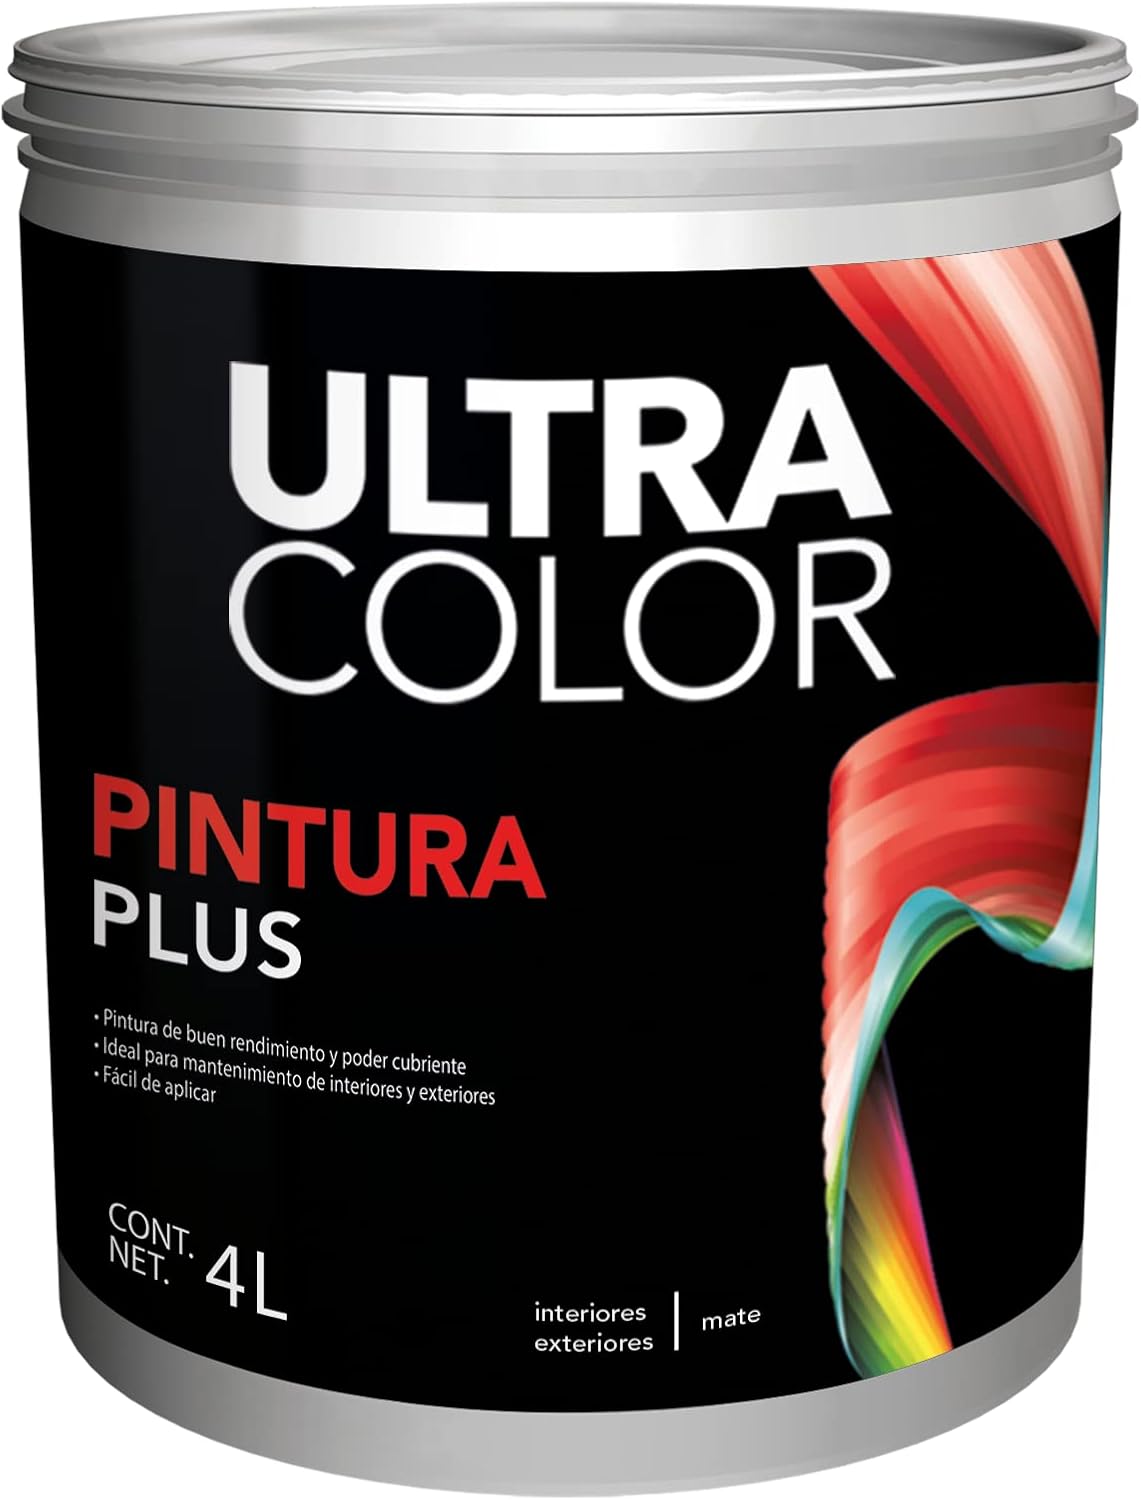 ULTRA
COLOR
PINTURA
PLUS
• Pintura de buen rendimiento y poder cubriente
• Ideal para mantenimiento de interiores y exteriores
• Fácil de aplicar
CONT.
NET. 4L
interiores | mate
exteriores